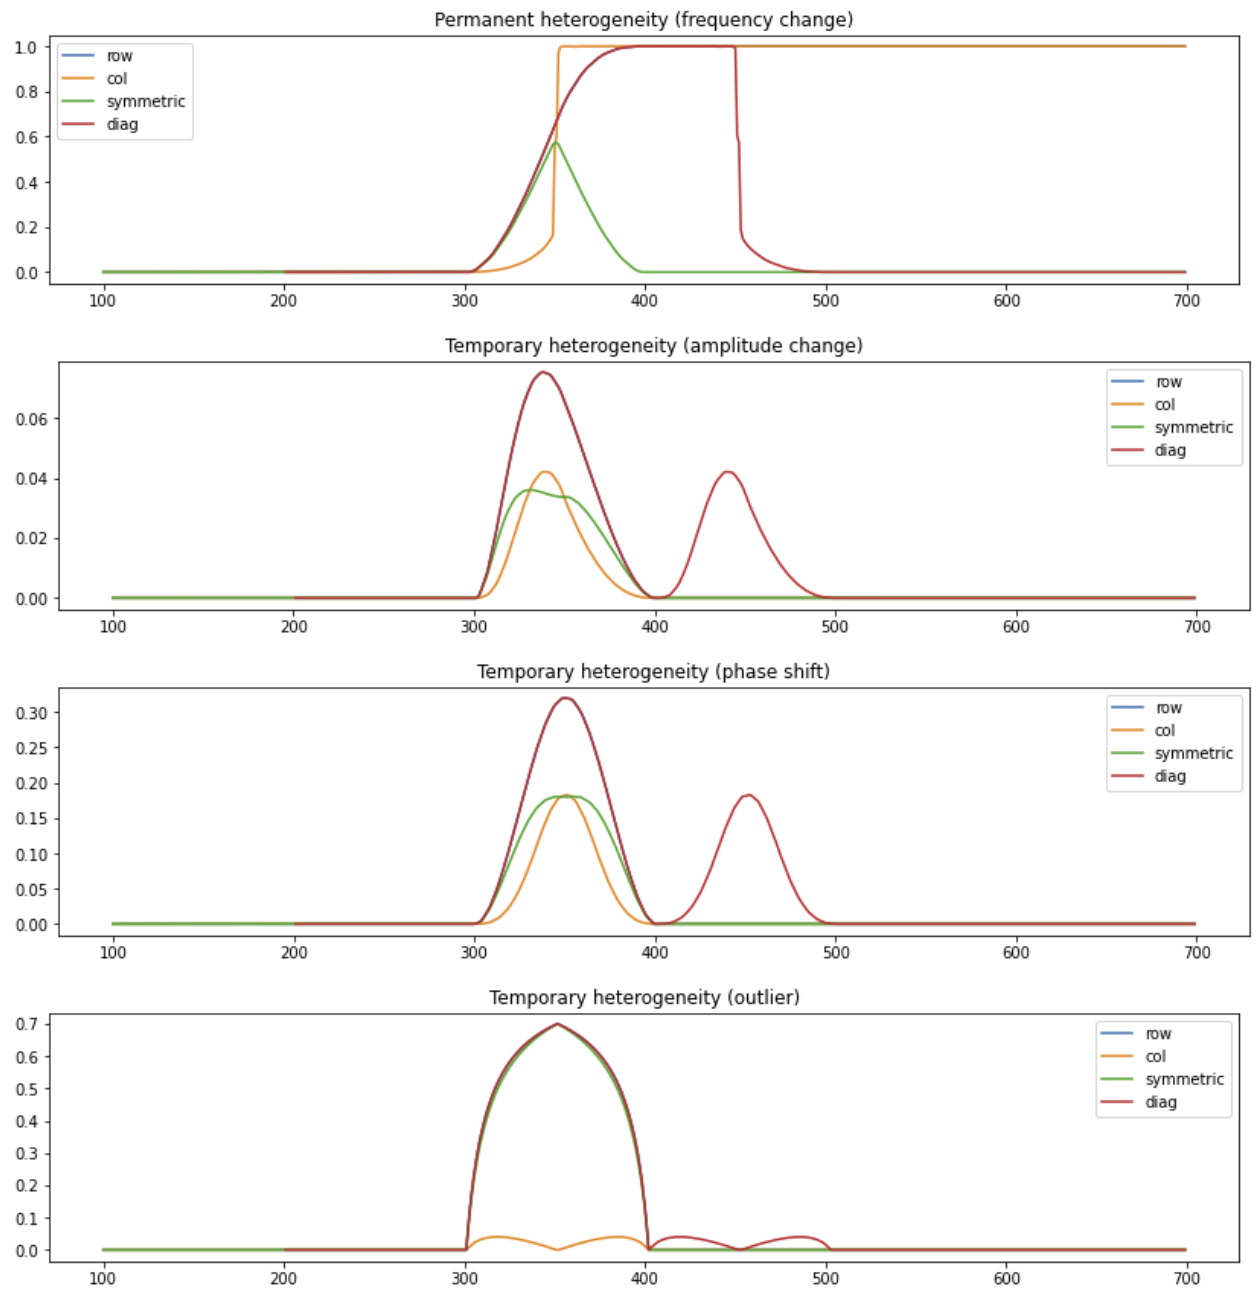 Permanent heterogeneity (frequency change)
1.0
0.8
0.6
0.4
0.2
0.0
row
col
symmetric
diag
100 200 300 400 500 600 700
Temporary heterogeneity (amplitude change)
0.06
0.04
0.02
0.00
row
col
symmetric
diag
100 200 300 400 500 600 700
Temporary heterogeneity (phase shift)
0.30
0.25
0.20
0.15
0.10
0.05
0.00
row
col
symmetric
diag
100 200 300 400 500 600 700
Temporary heterogeneity (outlier)
0.7
0.6
0.5
0.4
0.3
0.2
0.1
0.0
row
col
symmetric
diag
100 200 300 400 500 600 700